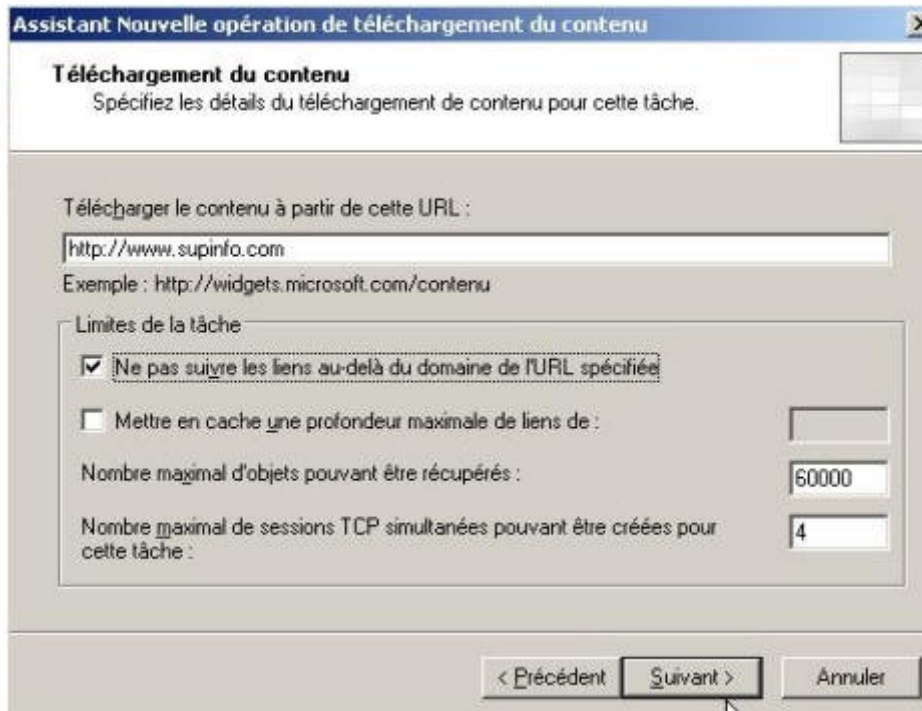 Assistant Nouvelle opération de téléchargement du contenu
Téléchargement du contenu
Spécifiez les détails du téléchargement de contenu pour cette tâche.
Télécharger le contenu à partir de cette URL :
http://www.supinfo.com
Exemple : http://widgets.microsoft.com/contenu
Limites de la tâche
Ne pas suivre les liens au-delà du domaine de l'URL spécifiée
Mettre en cache une profondeur maximale de liens de :
Nombre maximal d'objets pouvant être récupérés :
60000
Nombre maximal de sessions TCP simultanées pouvant être créées pour
cette tâche :
4
< Précédent
Suivant >
Annuler